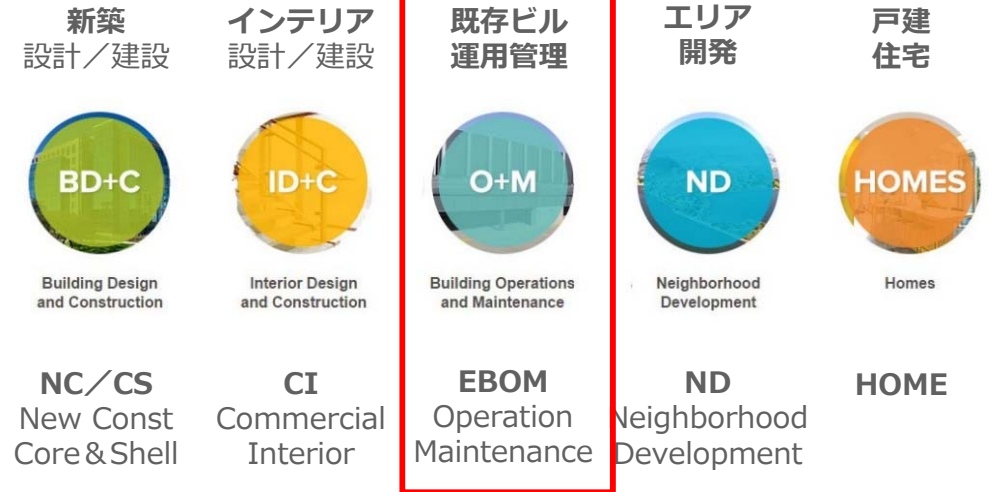 新築
設計／建設
インテリア
設計／建設
既存ビル
運用管理
エリア
開発
戸建
住宅
BD+C
ID+C
O+M
ND
HOMES
Building Design
and Construction
Interior Design
and Construction
Building Operations
and Maintenance
Neighborhood
Development
Homes
NC／CS
New Const
Core＆Shell
CI
Commercial
Interior
EBOM
Operation
Maintenance
ND
Neighborhood
Development
HOME